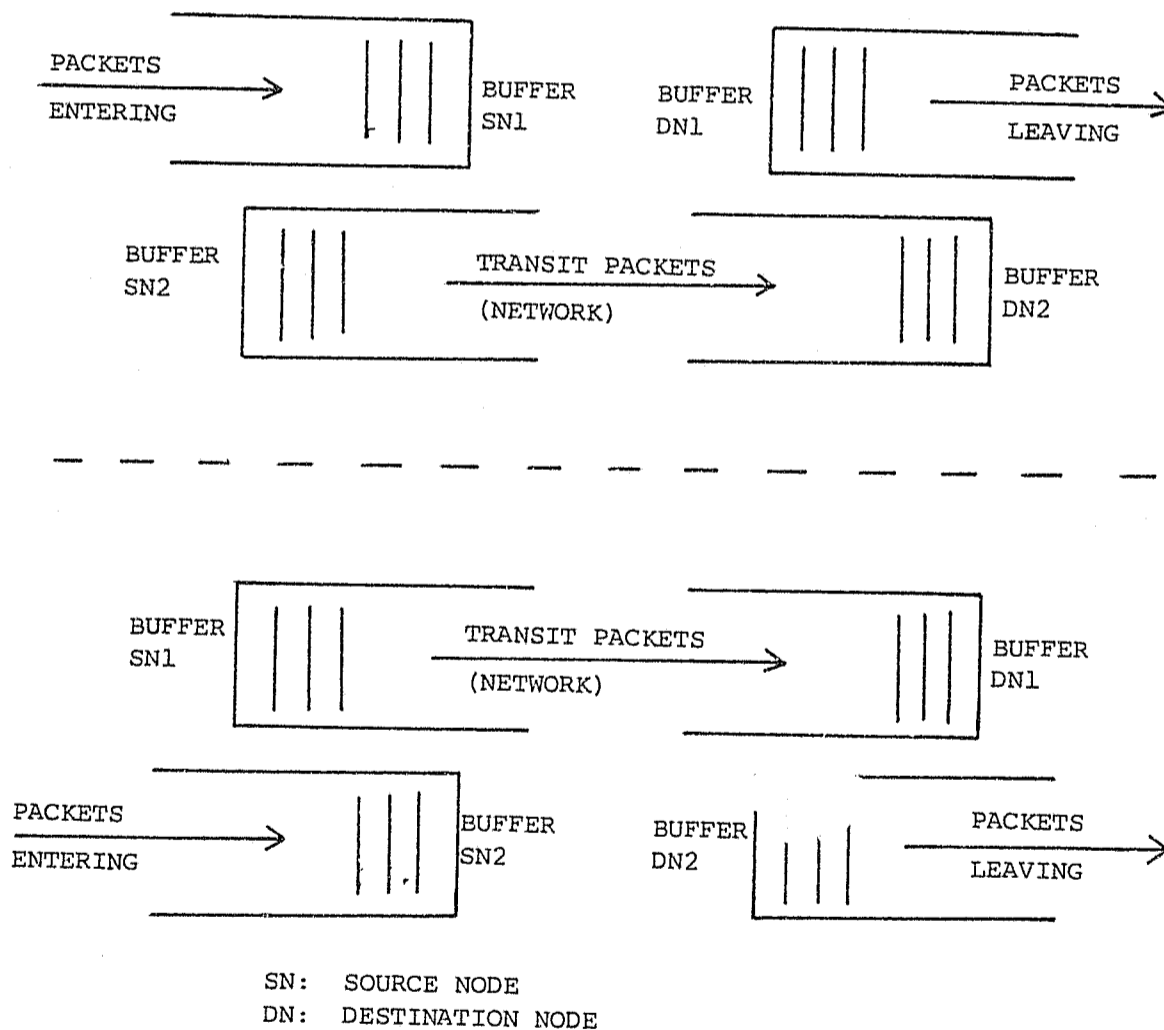 PACKETS
ENTERING
BUFFER
SN1
BUFFER
DN1
PACKETS
LEAVING
BUFFER
SN2
TRANSIT PACKETS
(NETWORK)
BUFFER
DN2
BUFFER
SN1
TRANSIT PACKETS
(NETWORK)
BUFFER
DN1
PACKETS
ENTERING
BUFFER
SN2
BUFFER
DN2
PACKETS
LEAVING
SN: SOURCE NODE
DN: DESTINATION NODE